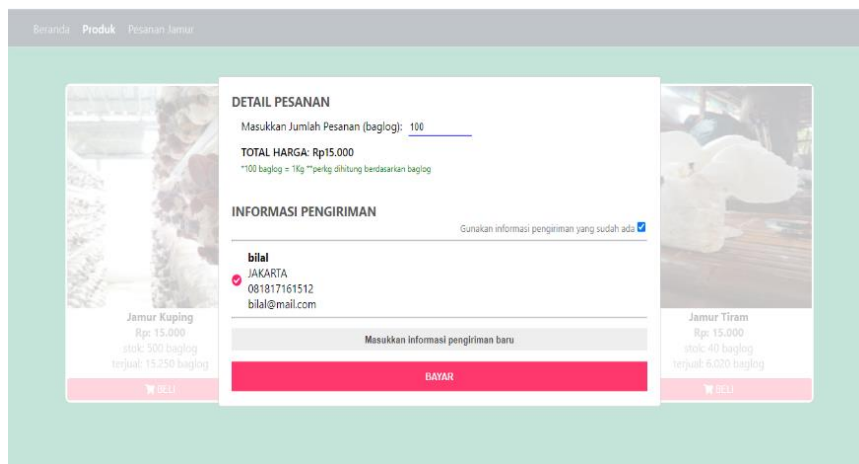 Beranda Produk Pesanan Jamur
DETAIL PESANAN
Masukkan Jumlah Pesanan (baglog): 100
TOTAL HARGA: Rp15.000
*100 baglog = 1Kg **perkg dihitung berdasarkan baglog
INFORMASI PENGIRIMAN
Gunakan informasi pengiriman yang sudah ada
bilal
JAKARTA
081817161512
bilal@mail.com
Masukkan informasi pengiriman baru
BAYAR
Jamur Kuping
Rp: 15.000
stok: 500 baglog
terjual: 13.250 baglog
BELI
Jamur Tiram
Rp: 15.000
stok: 40 baglog
terjual: 6.020 baglog
BELI